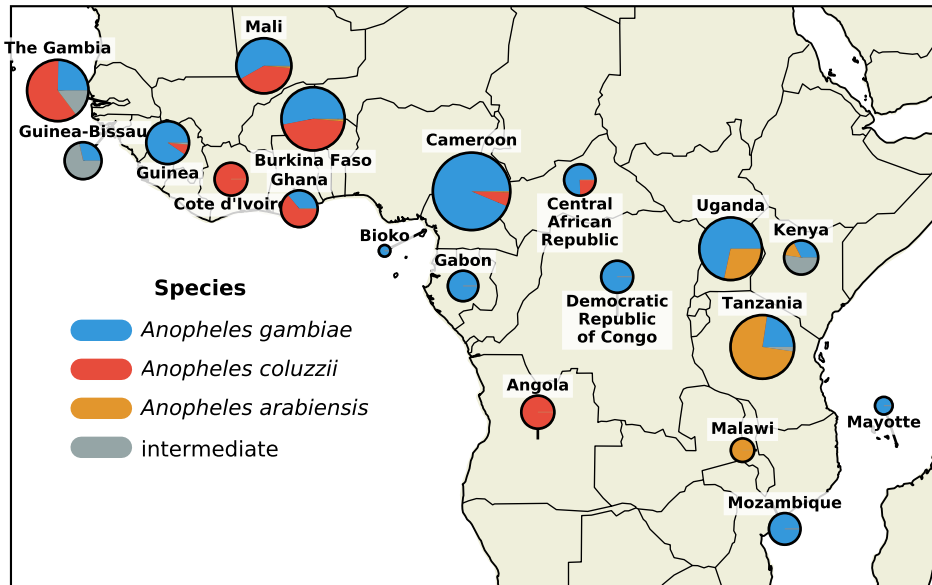 Mali
The Gambia
Guinea-Bissau
Guinea
Burkina Faso
Ghana
Cote d'Ivoire
Cameroon
Central
African
Republic
Uganda
Kenya
Bioko
Gabon
Democratic
Republic
of Congo
Tanzania
Species
Anopheles gambiae
Anopheles coluzzii
Anopheles arabiensis
intermediate
Angola
Malawi
Mayotte
Mozambique